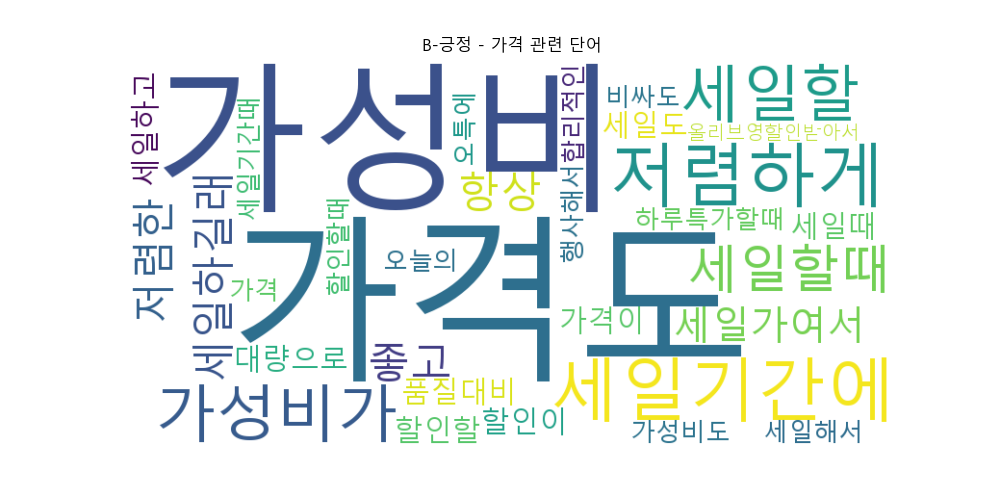 B-긍정 - 가격 관련 단어
가성비
세일할
세일하고
세일기간때
오특에
합리적인
비싸도
세일도
올리브영할인받아서
저렴하게
항상
행사해서
저렴한
세일하길래
할인할때
가격도
오늘의
하루특가할때
세일때
세일할때
가격
가격이
세일가여서
대량으로
좋고
세일기간에
품질대비
가성비가
할인할
할인이
가성비도
세일해서